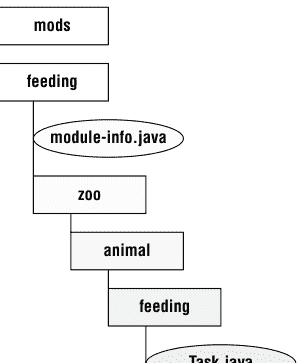 mods
feeding
module-info.java
zoo
animal
feeding
Task.java